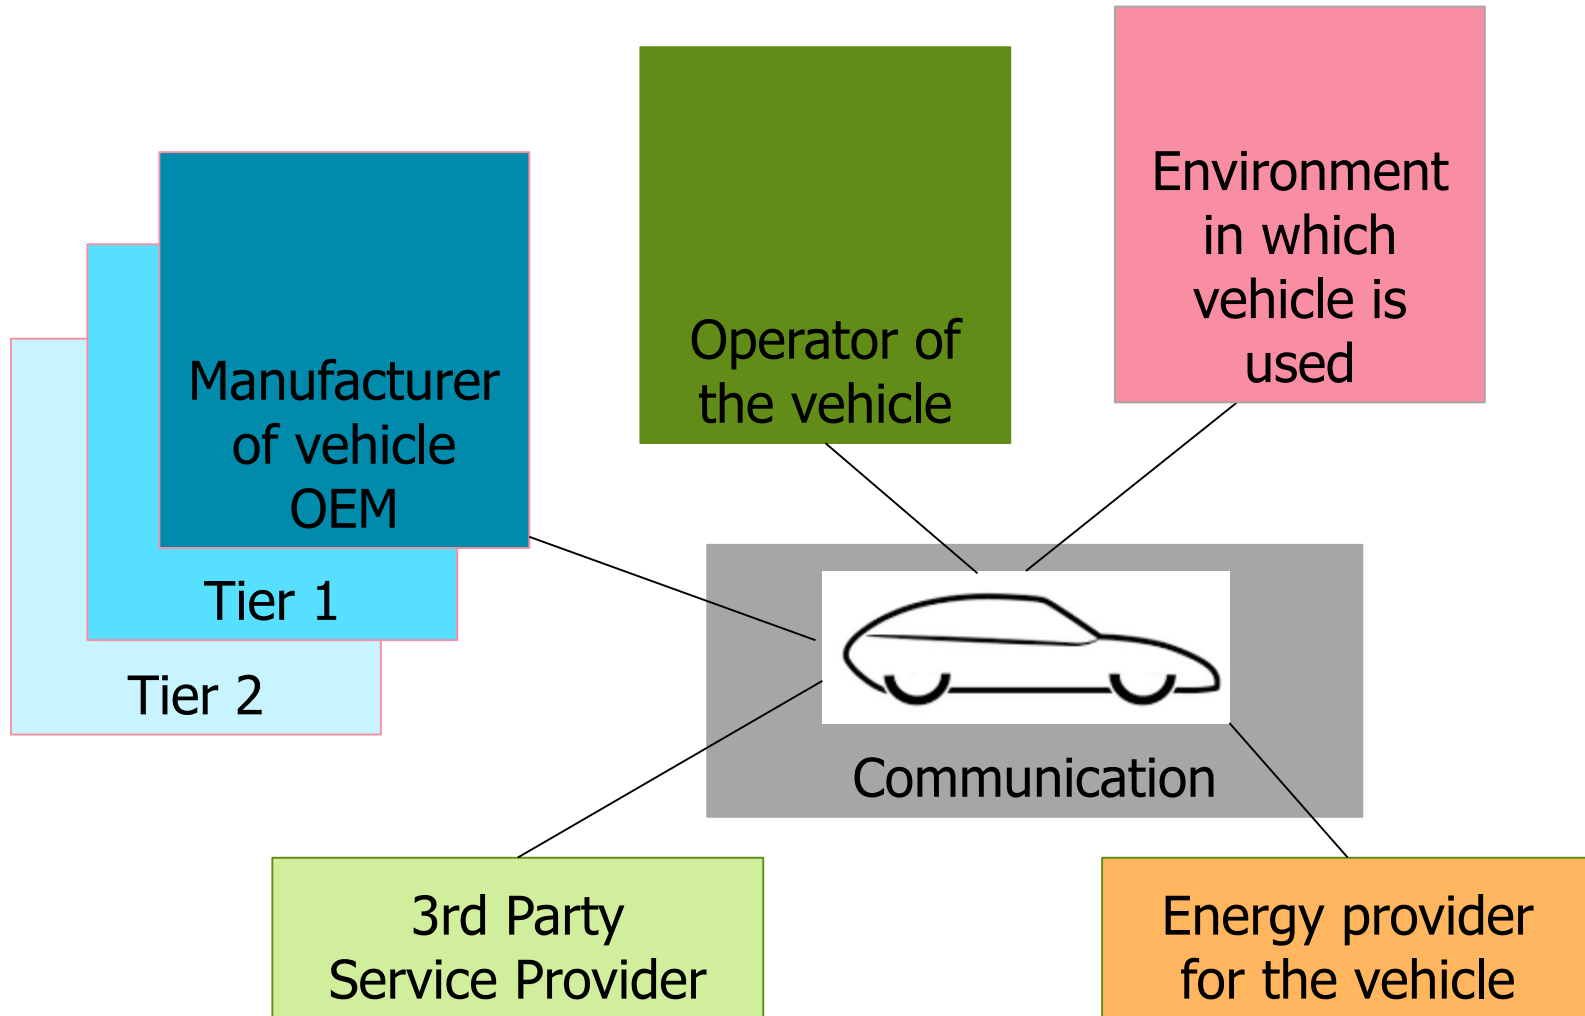 Manufacturer
of vehicle
OEM
Tier 1
Tier 2
Operator of
the vehicle
Environment
in which
vehicle is
used
Communication
3rd Party
Service Provider
Energy provider
for the vehicle